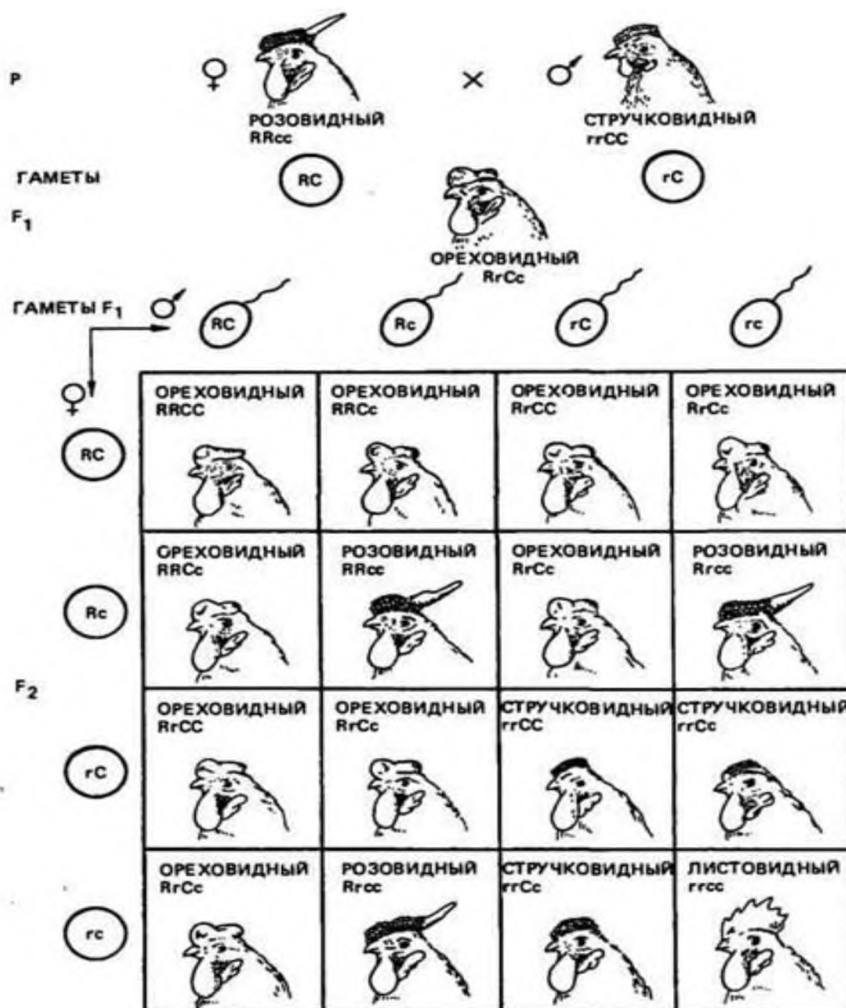 P
♀
×
♂
РОЗОВИДНЫЙ
RRcc
СТРУЧКОВИДНЫЙ
rrCC
ГАМЕТЫ
RC
rC
F₁
ОРЕХОВИДНЫЙ
RrCc
ГАМЕТЫ F₁
♂
RC
Rc
rC
rc
♀
ОРЕХОВИДНЫЙ ОРЕХОВИДНЫЙ ОРЕХОВИДНЫЙ ОРЕХОВИДНЫЙ
RC
RRCC RRCc RrCC RrCc
ОРЕХОВИДНЫЙ РОЗОВИДНЫЙ ОРЕХОВИДНЫЙ РОЗОВИДНЫЙ
Rc
RRCc RRcc RrCc Rrcc
F₂
ОРЕХОВИДНЫЙ ОРЕХОВИДНЫЙ СТРУЧКОВИДНЫЙ СТРУЧКОВИДНЫЙ
rC
RrCC RrCc rrCc rrCc
ОРЕХОВИДНЫЙ РОЗОВИДНЫЙ СТРУЧКОВИДНЫЙ ЛИСТОВИДНЫЙ
rc
RrCc Rrcc rrCc rrcc